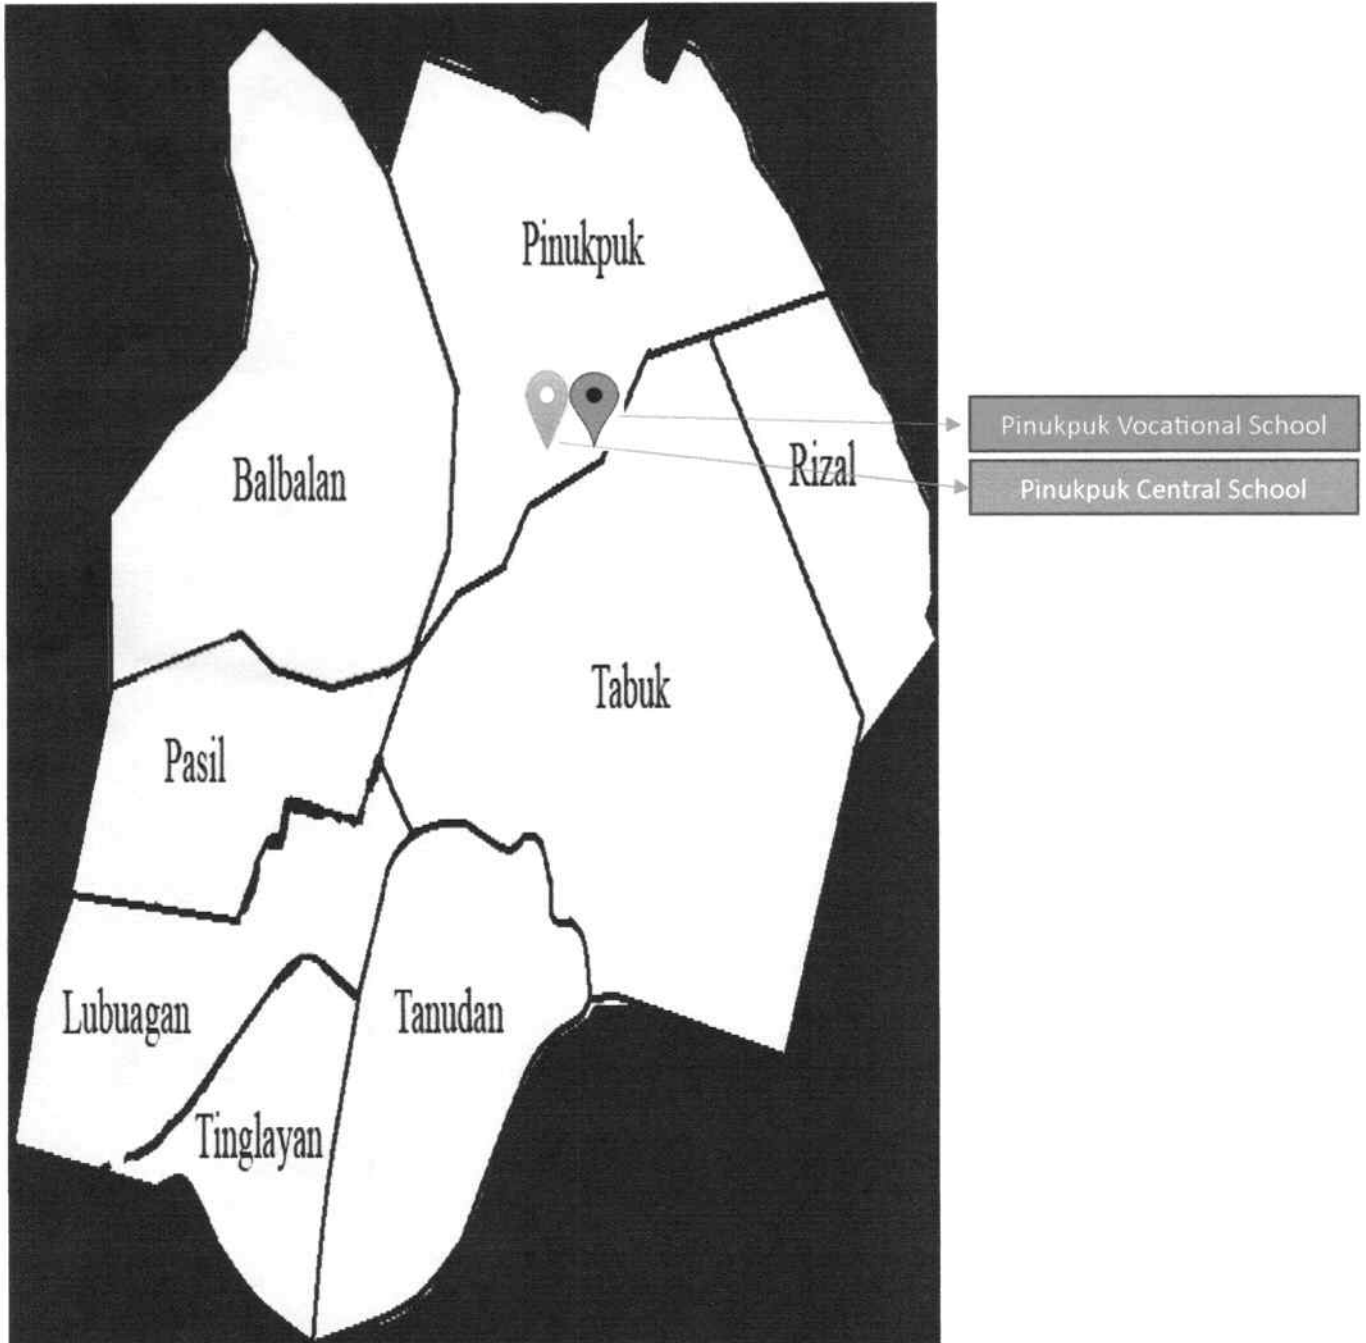 Pinukpuk
Pinukpuk Vocational School
Rizal
Balbalan
Pinukpuk Central School
Tabuk
Pasil
Lubuagan
Tanudan
Tinglayan